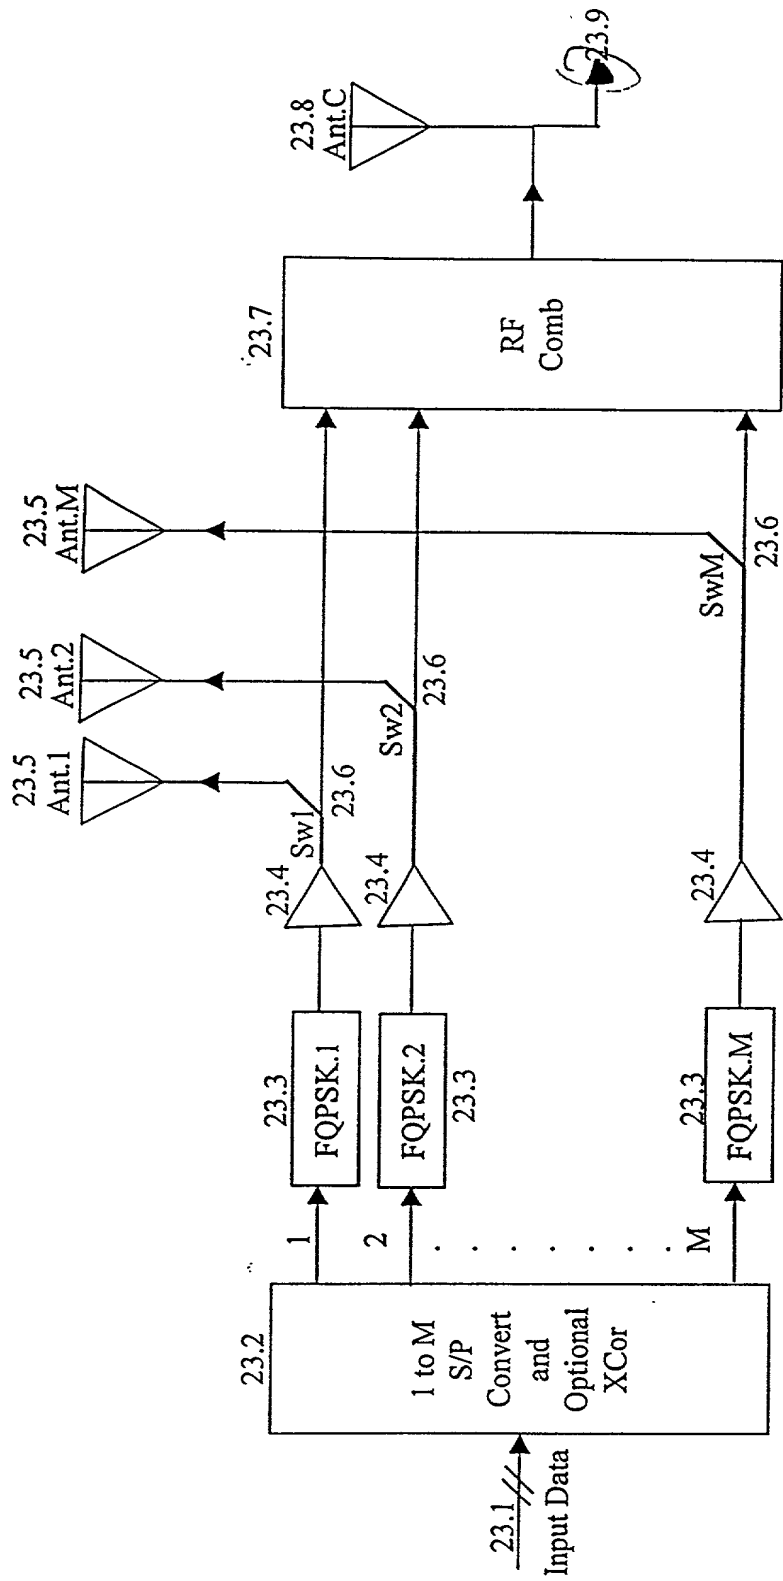 23.1
Input Data
23.2
1 to M
S/P
Convert
and
Optional
XCor
1
2
. . . . . . .
M
23.3
FQPSK.1
FQPSK.2
23.3
23.3
FQPSK.M
23.4
23.4
23.4
Sw1
23.6
Sw2
23.6
SwM
23.6
23.5
Ant.1
23.5
Ant.2
23.5
Ant.M
23.7
RF
Comb
23.8
Ant.C
23.9